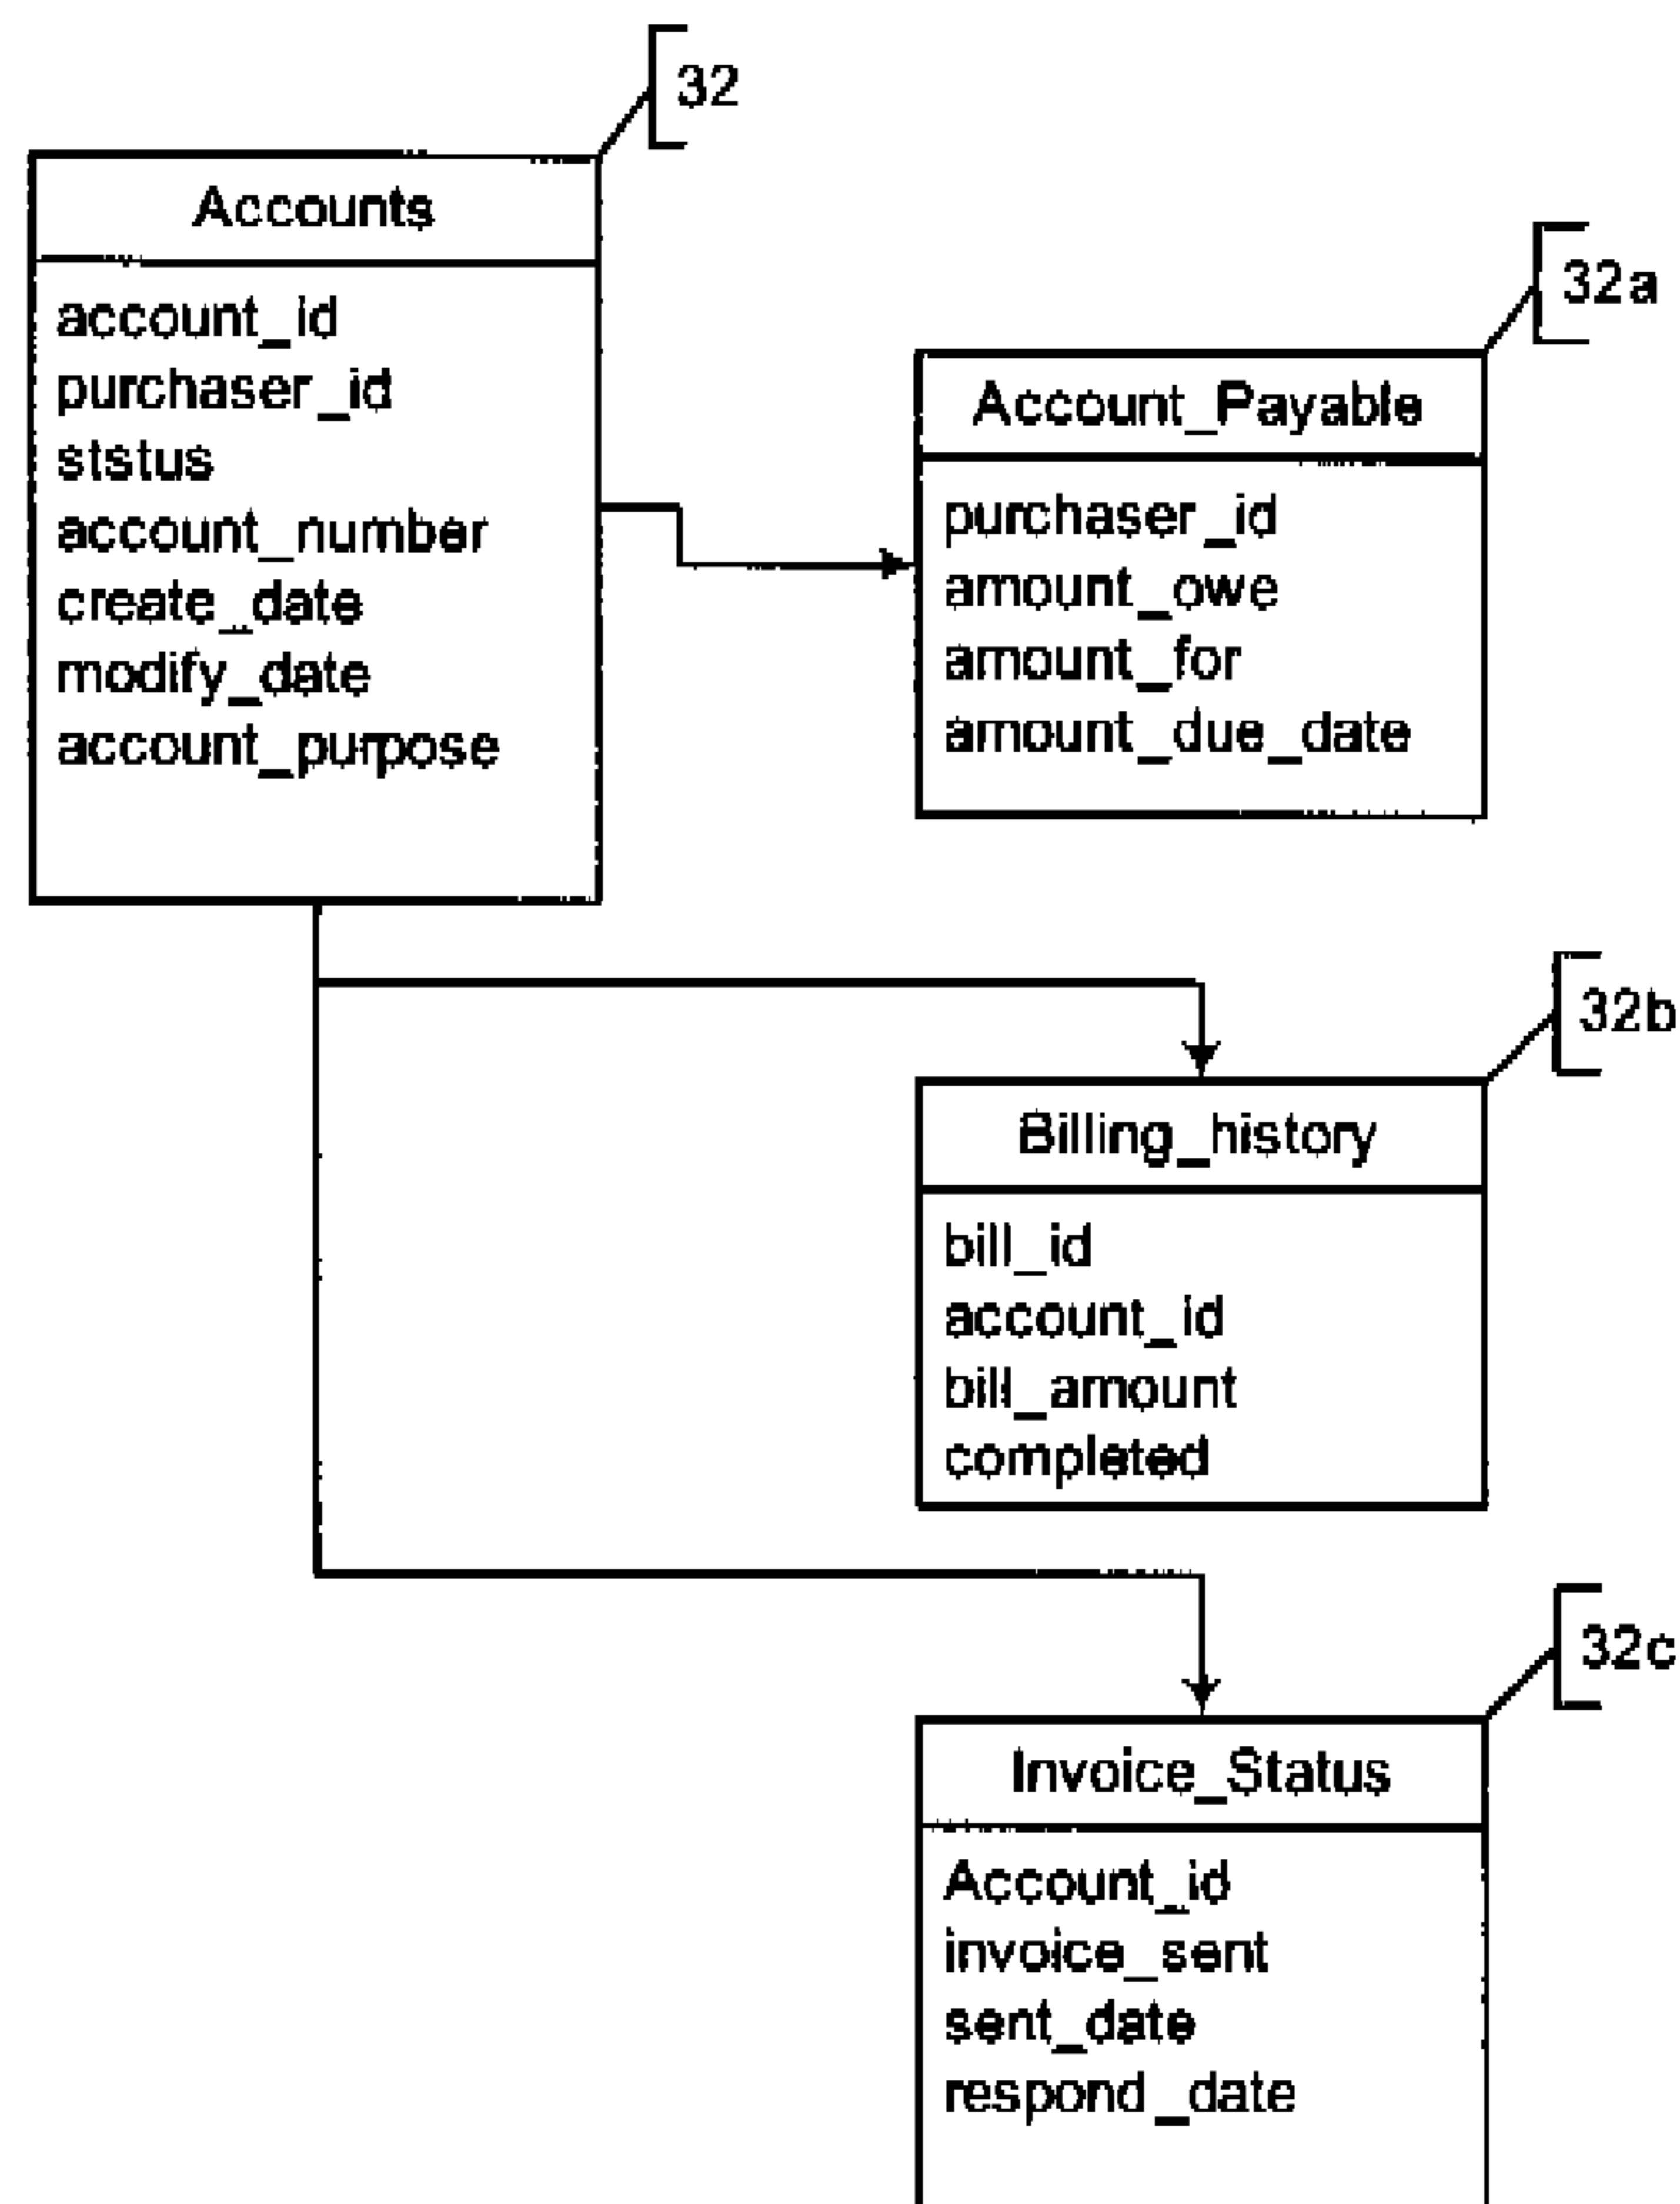 32
Accounts
account_id
purchaser_id
ststus
account_number
create_date
modify_date
account_purpose
32a
Account_Payable
purchaser_id
amount_owe
amount_for
amount_due_date
32b
Billing_history
bill_id
account_id
bill_amount
completed
32c
Invoice_Status
Account_id
invoice_sent
sent_date
respond_date